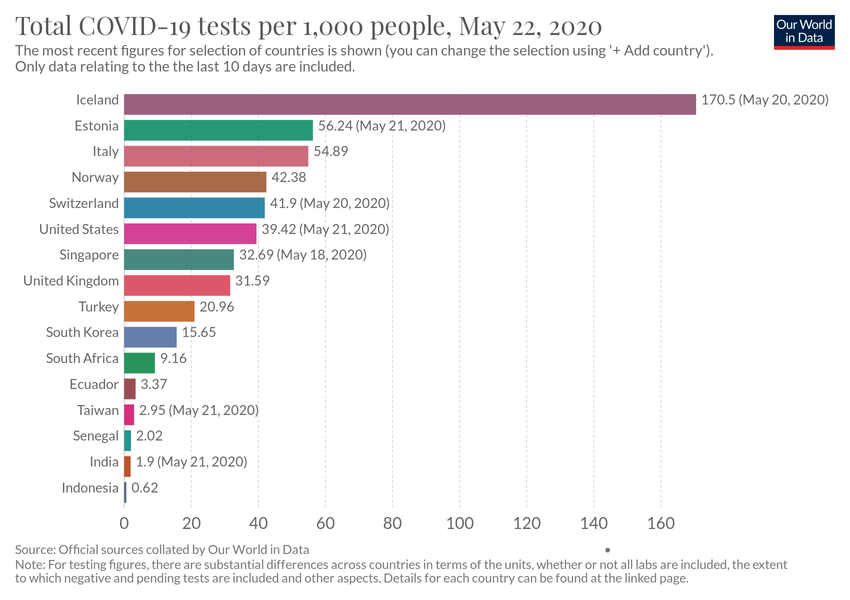 Total COVID-19 tests per 1,000 people, May 22, 2020
The most recent figures for selection of countries is shown (you can change the selection using '+ Add country').
Only data relating to the the last 10 days are included.
Our World
in Data
Iceland 170.5 (May 20, 2020)
Estonia 56.24 (May 21, 2020)
Italy 54.89
Norway 42.38
Switzerland 41.9 (May 20, 2020)
United States 39.42 (May 21, 2020)
Singapore 32.69 (May 18, 2020)
United Kingdom 31.59
Turkey 20.96
South Korea 15.65
South Africa 9.16
Ecuador 3.37
Taiwan 2.95 (May 21, 2020)
Senegal 2.02
India 1.9 (May 21, 2020)
Indonesia 0.62
0 20 40 60 80 100 120 140 160
Source: Official sources collated by Our World in Data
Note: For testing figures, there are substantial differences across countries in terms of the units, whether or not all labs are included, the extent
to which negative and pending tests are included and other aspects. Details for each country can be found at the linked page.